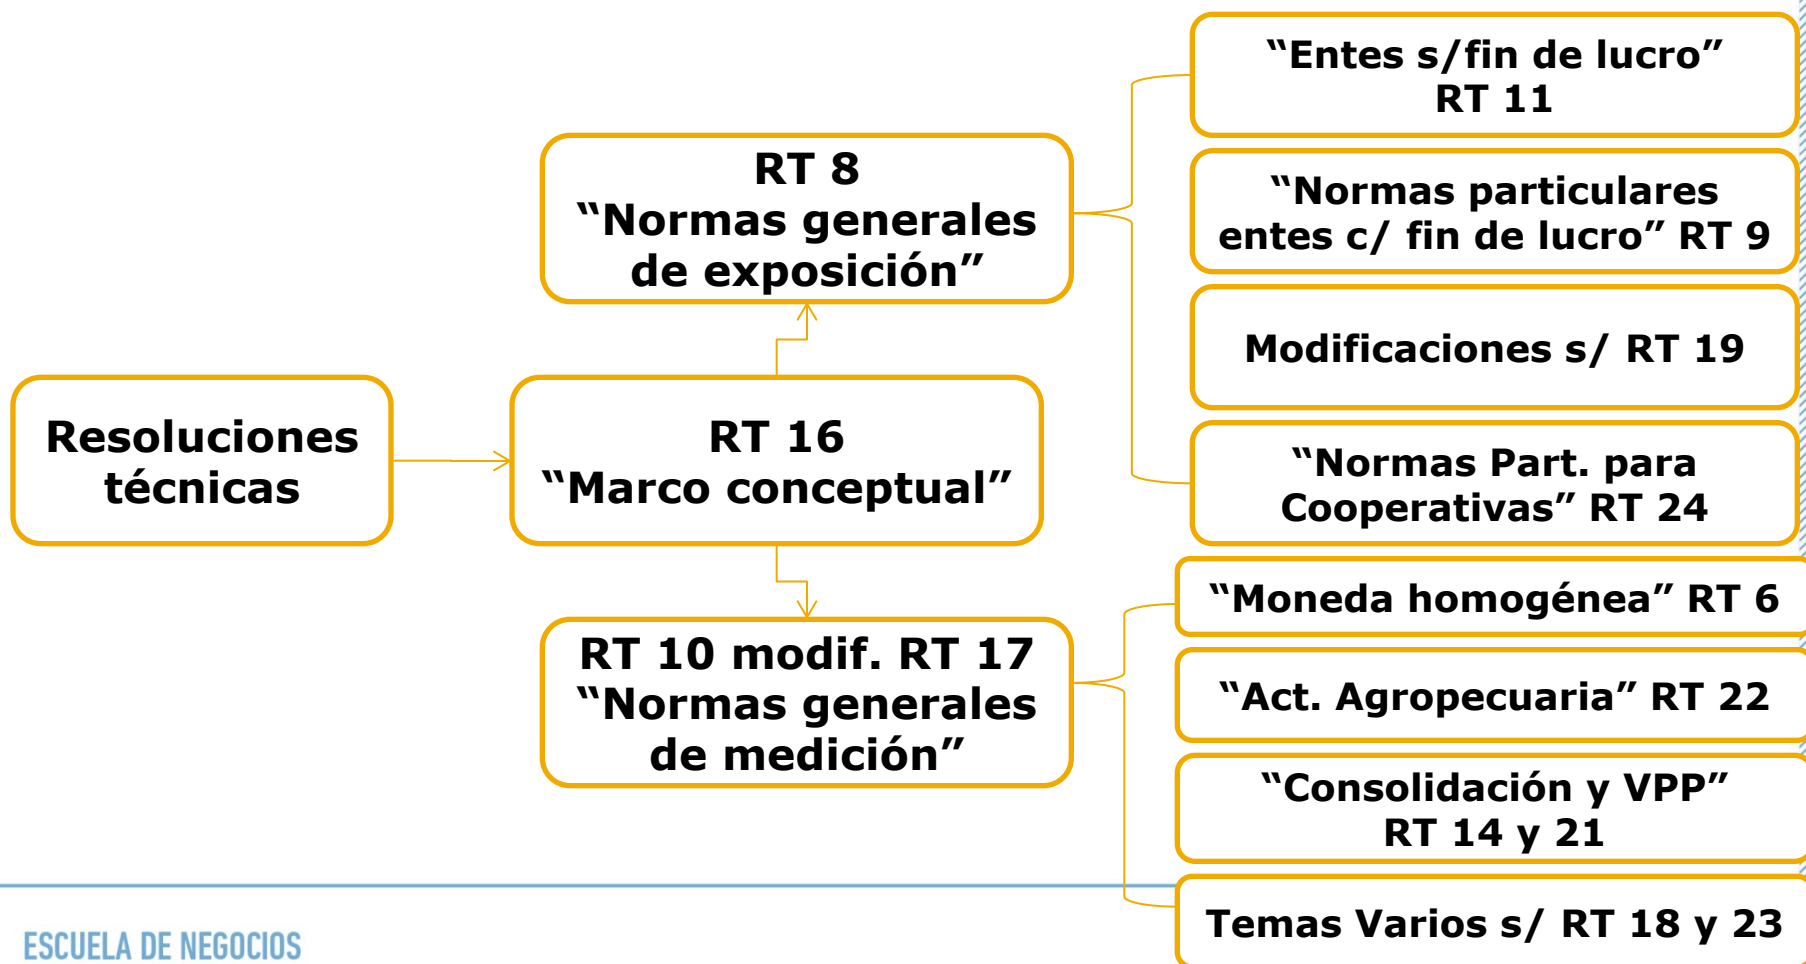 Resoluciones
técnicas
RT 16
“Marco conceptual”
RT 8
“Normas generales
de exposición”
“Entes s/fin de lucro”
RT 11
“Normas particulares
entes c/ fin de lucro” RT 9
Modificaciones s/ RT 19
“Normas Part. para
Cooperativas” RT 24
RT 10 modif. RT 17
“Normas generales
de medición”
“Moneda homogénea” RT 6
“Act. Agropecuaria” RT 22
“Consolidación y VPP”
RT 14 y 21
Temas Varios s/ RT 18 y 23
ESCUELA DE NEGOCIOS